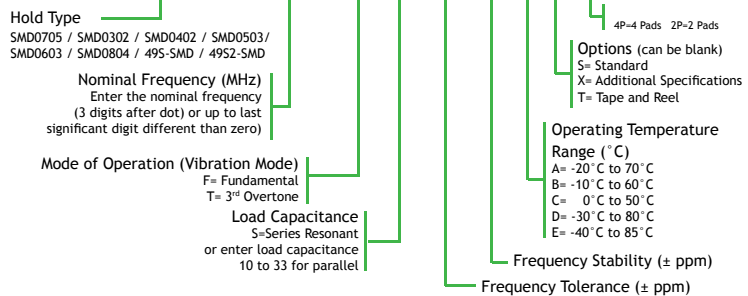 Hold Type
SMD0705 / SMD0302 / SMD0402 / SMD0503/
SMD0603 / SMD0804 / 49S-SMD / 49S2-SMD
Nominal Frequency (MHz)
Enter the nominal frequency
(3 digits after dot) or up to last
significant digit different than zero)
Mode of Operation (Vibration Mode)
F= Fundamental
T= 3rd Overtone
Load Capacitance
S=Series Resonant
or enter load capacitance
10 to 33 for parallel
4P=4 Pads 2P=2 Pads
Options (can be blank)
S= Standard
X= Additional Specifications
T= Tape and Reel
Operating Temperature
Range (°C)
A= -20°C to 70°C
B= -10°C to 60°C
C= 0°C to 50°C
D= -30°C to 80°C
E= -40°C to 85°C
Frequency Stability (± ppm)
Frequency Tolerance (± ppm)